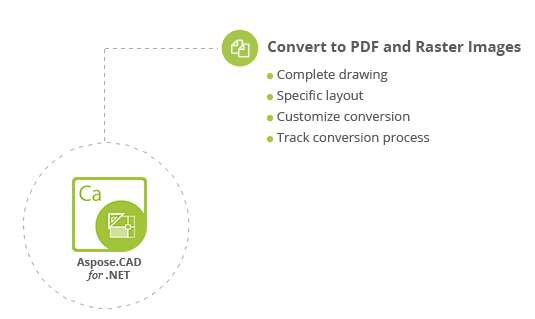 Convert to PDF and Raster Images
Complete drawing
Specific layout
Customize conversion
Track conversion process
Ca
Aspose.CAD
for .NET